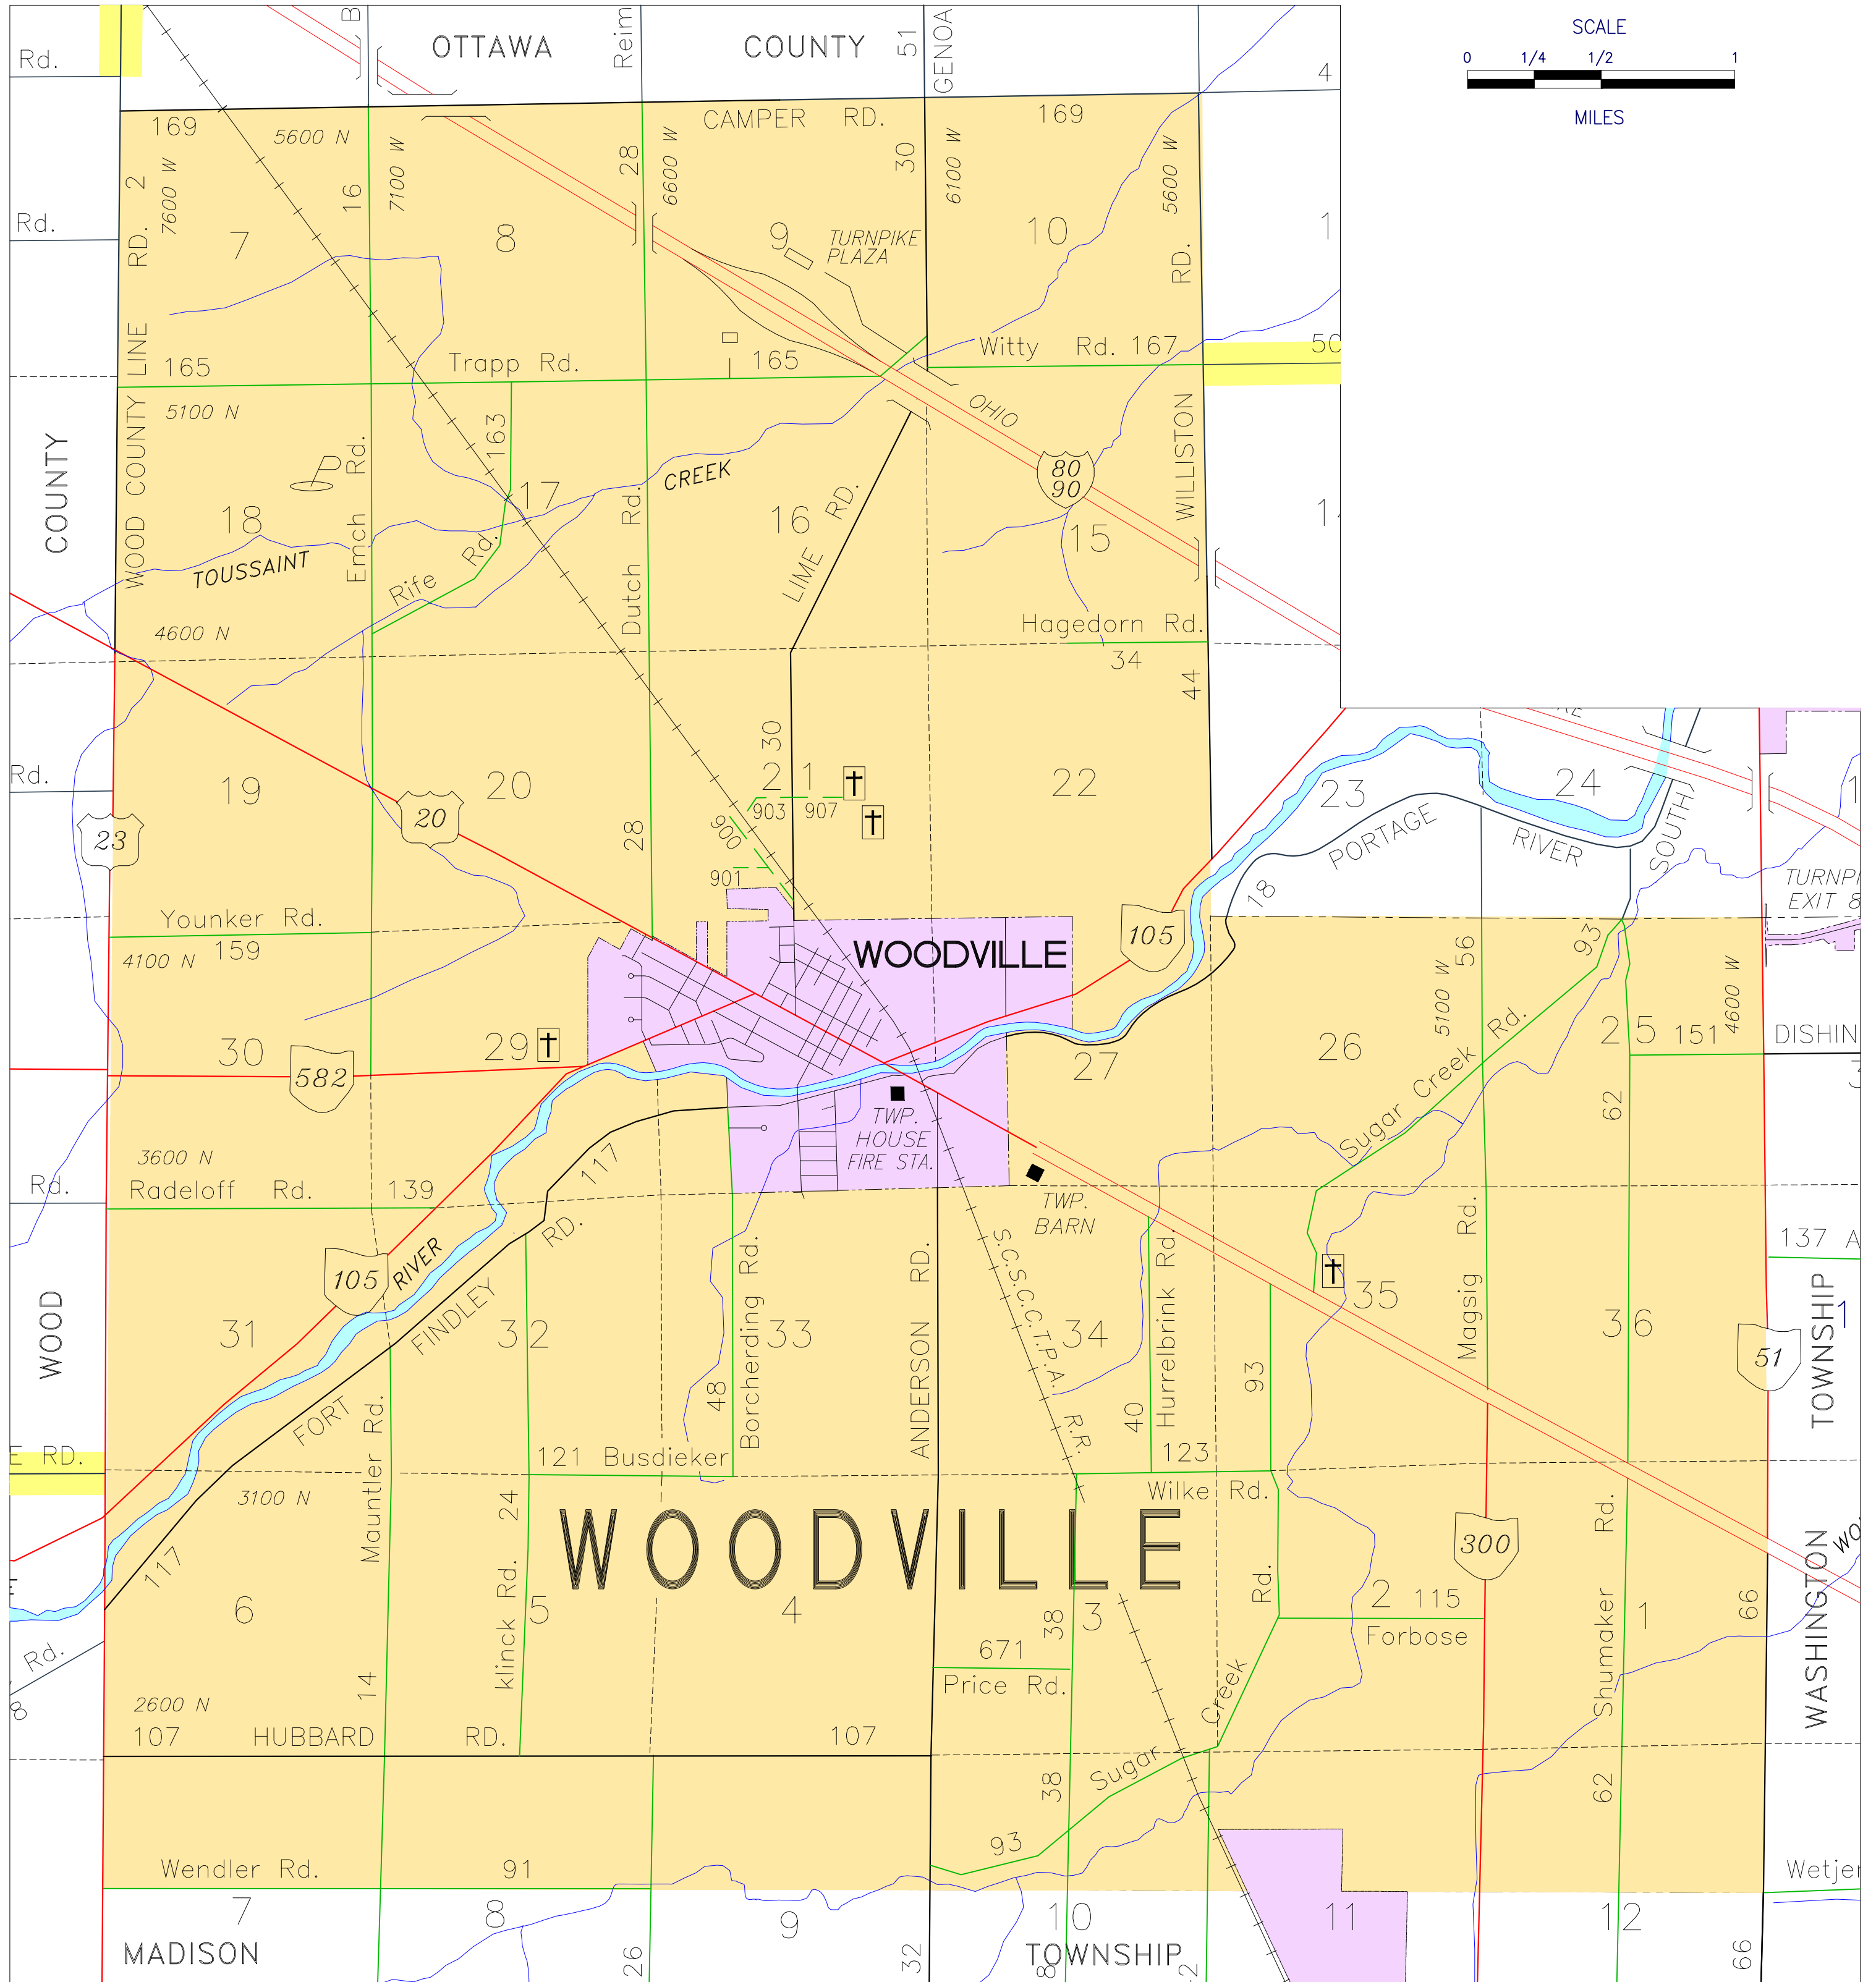 SCALE
0 1/4 1/2 1
MILES
OTTAWA COUNTY
Rd.
B
Reim
51
GENOA
4
169
5600 N
CAMPER RD.
169
2
7600 W
16
7100 W
28
6600 W
30
6100 W
5600 W
Rd.
7
8
9
TURNPIKE
PLAZA
10
1
WOOD COUNTY LINE RD.
WILLISTON RD.
165
Trapp Rd.
165
Witty Rd. 167
50
5100 N
163
OHIO
COUNTY
Emch Rd.
Dutch Rd.
CREEK
80
90
18
17
16
LIME RD.
15
TOUSSAINT
Rife Rd.
4600 N
Hagedorn Rd.
34
44
30
Rd.
19
20
21
22
23
24
23
20
903
907
900
901
28
PORTAGE RIVER SOUTH
18
TURNPI
EXIT 8
Younker Rd.
159
4100 N
WOODVILLE
105
56
5100 W
93
4600 W
30
582
29
27
26
25
151
DISHIN
Sugar Creek Rd.
62
TWP.
HOUSE
FIRE STA.
117
3600 N
Rd.
Radeloff Rd.
139
TWP.
BARN
137 A
105
RIVER
FORT FINDLEY RD.
Borcherding Rd.
ANDERSON RD.
S.C.S.C.C.T.P.A. R.R.
Hurrelbrink Rd.
Magsig Rd.
WOOD
31
32
33
34
35
36
1
TOWNSHIP
51
48
40
93
Mauntler Rd.
E RD.
121 Busdieker
123
Wilke Rd.
3100 N
24
WOODVILLE
117
klinck Rd.
300
Shumaker Rd.
WASHINGTON
6
5
4
3
2
115
1
Forbose
66
38
671
Price Rd.
Rd.
8
14
2600 N
107 HUBBARD RD. 107
Sugar Creek Rd.
38
62
93
Wendler Rd.
91
Wetjer
7
8
9
10
11
12
MADISON TOWNSHIP
26
32
8
2
66